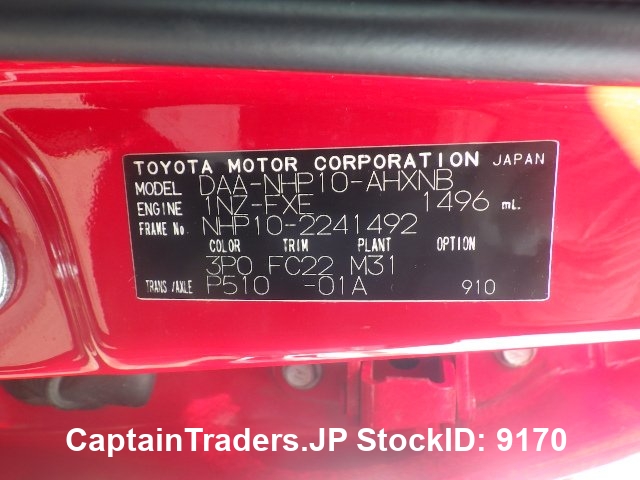 TOYOTA MOTOR CORPORATION JAPAN
MODEL DAA-NHP10-AHXNB
ENGINE 1NZ-FXE 1496 mL.
FRAME No. NHP10-2241492
COLOR TRIM PLANT OPTION
3P0 FC22 M31
TRANS/AXLE P510 -01A 910
CaptainTraders.JP StockID: 9170